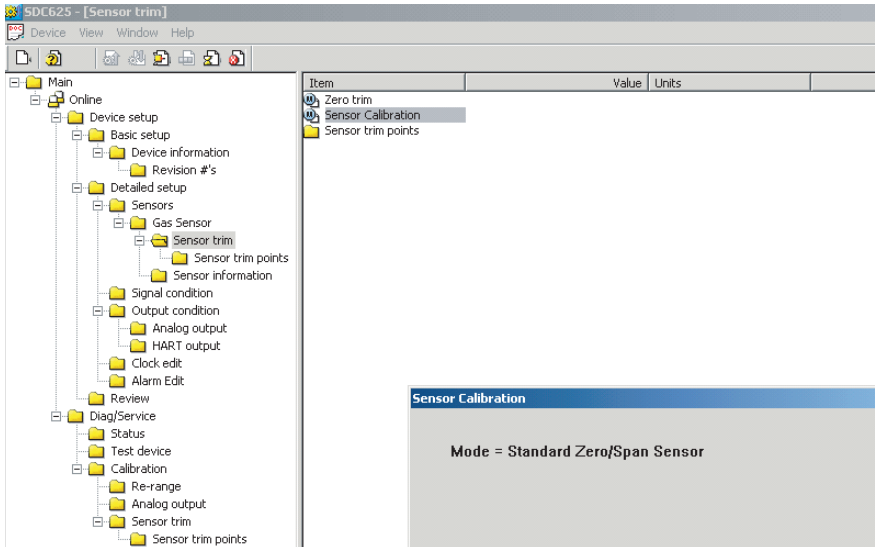 SDC625 - [Sensor trim]
Device View Window Help
Main
Online
Device setup
Basic setup
Device information
Revision #'s
Detailed setup
Sensors
Gas Sensor
Sensor trim
Sensor trim points
Sensor information
Signal condition
Output condition
Analog output
HART output
Clock edit
Alarm Edit
Review
Diag/Service
Status
Test device
Calibration
Re-range
Analog output
Sensor trim
Sensor trim points
Item Value Units
Zero trim
Sensor Calibration
Sensor trim points
Sensor Calibration
Mode = Standard Zero/Span Sensor